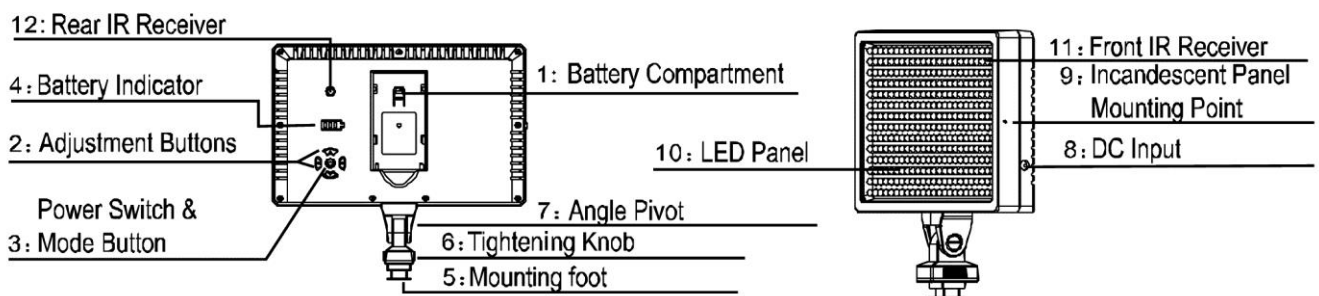 12: Rear IR Receiver
4: Battery Indicator
2: Adjustment Buttons
Power Switch &
3: Mode Button
1: Battery Compartment
10: LED Panel
7: Angle Pivot
6: Tightening Knob
5: Mounting foot
11: Front IR Receiver
9: Incandescent Panel
Mounting Point
8: DC Input